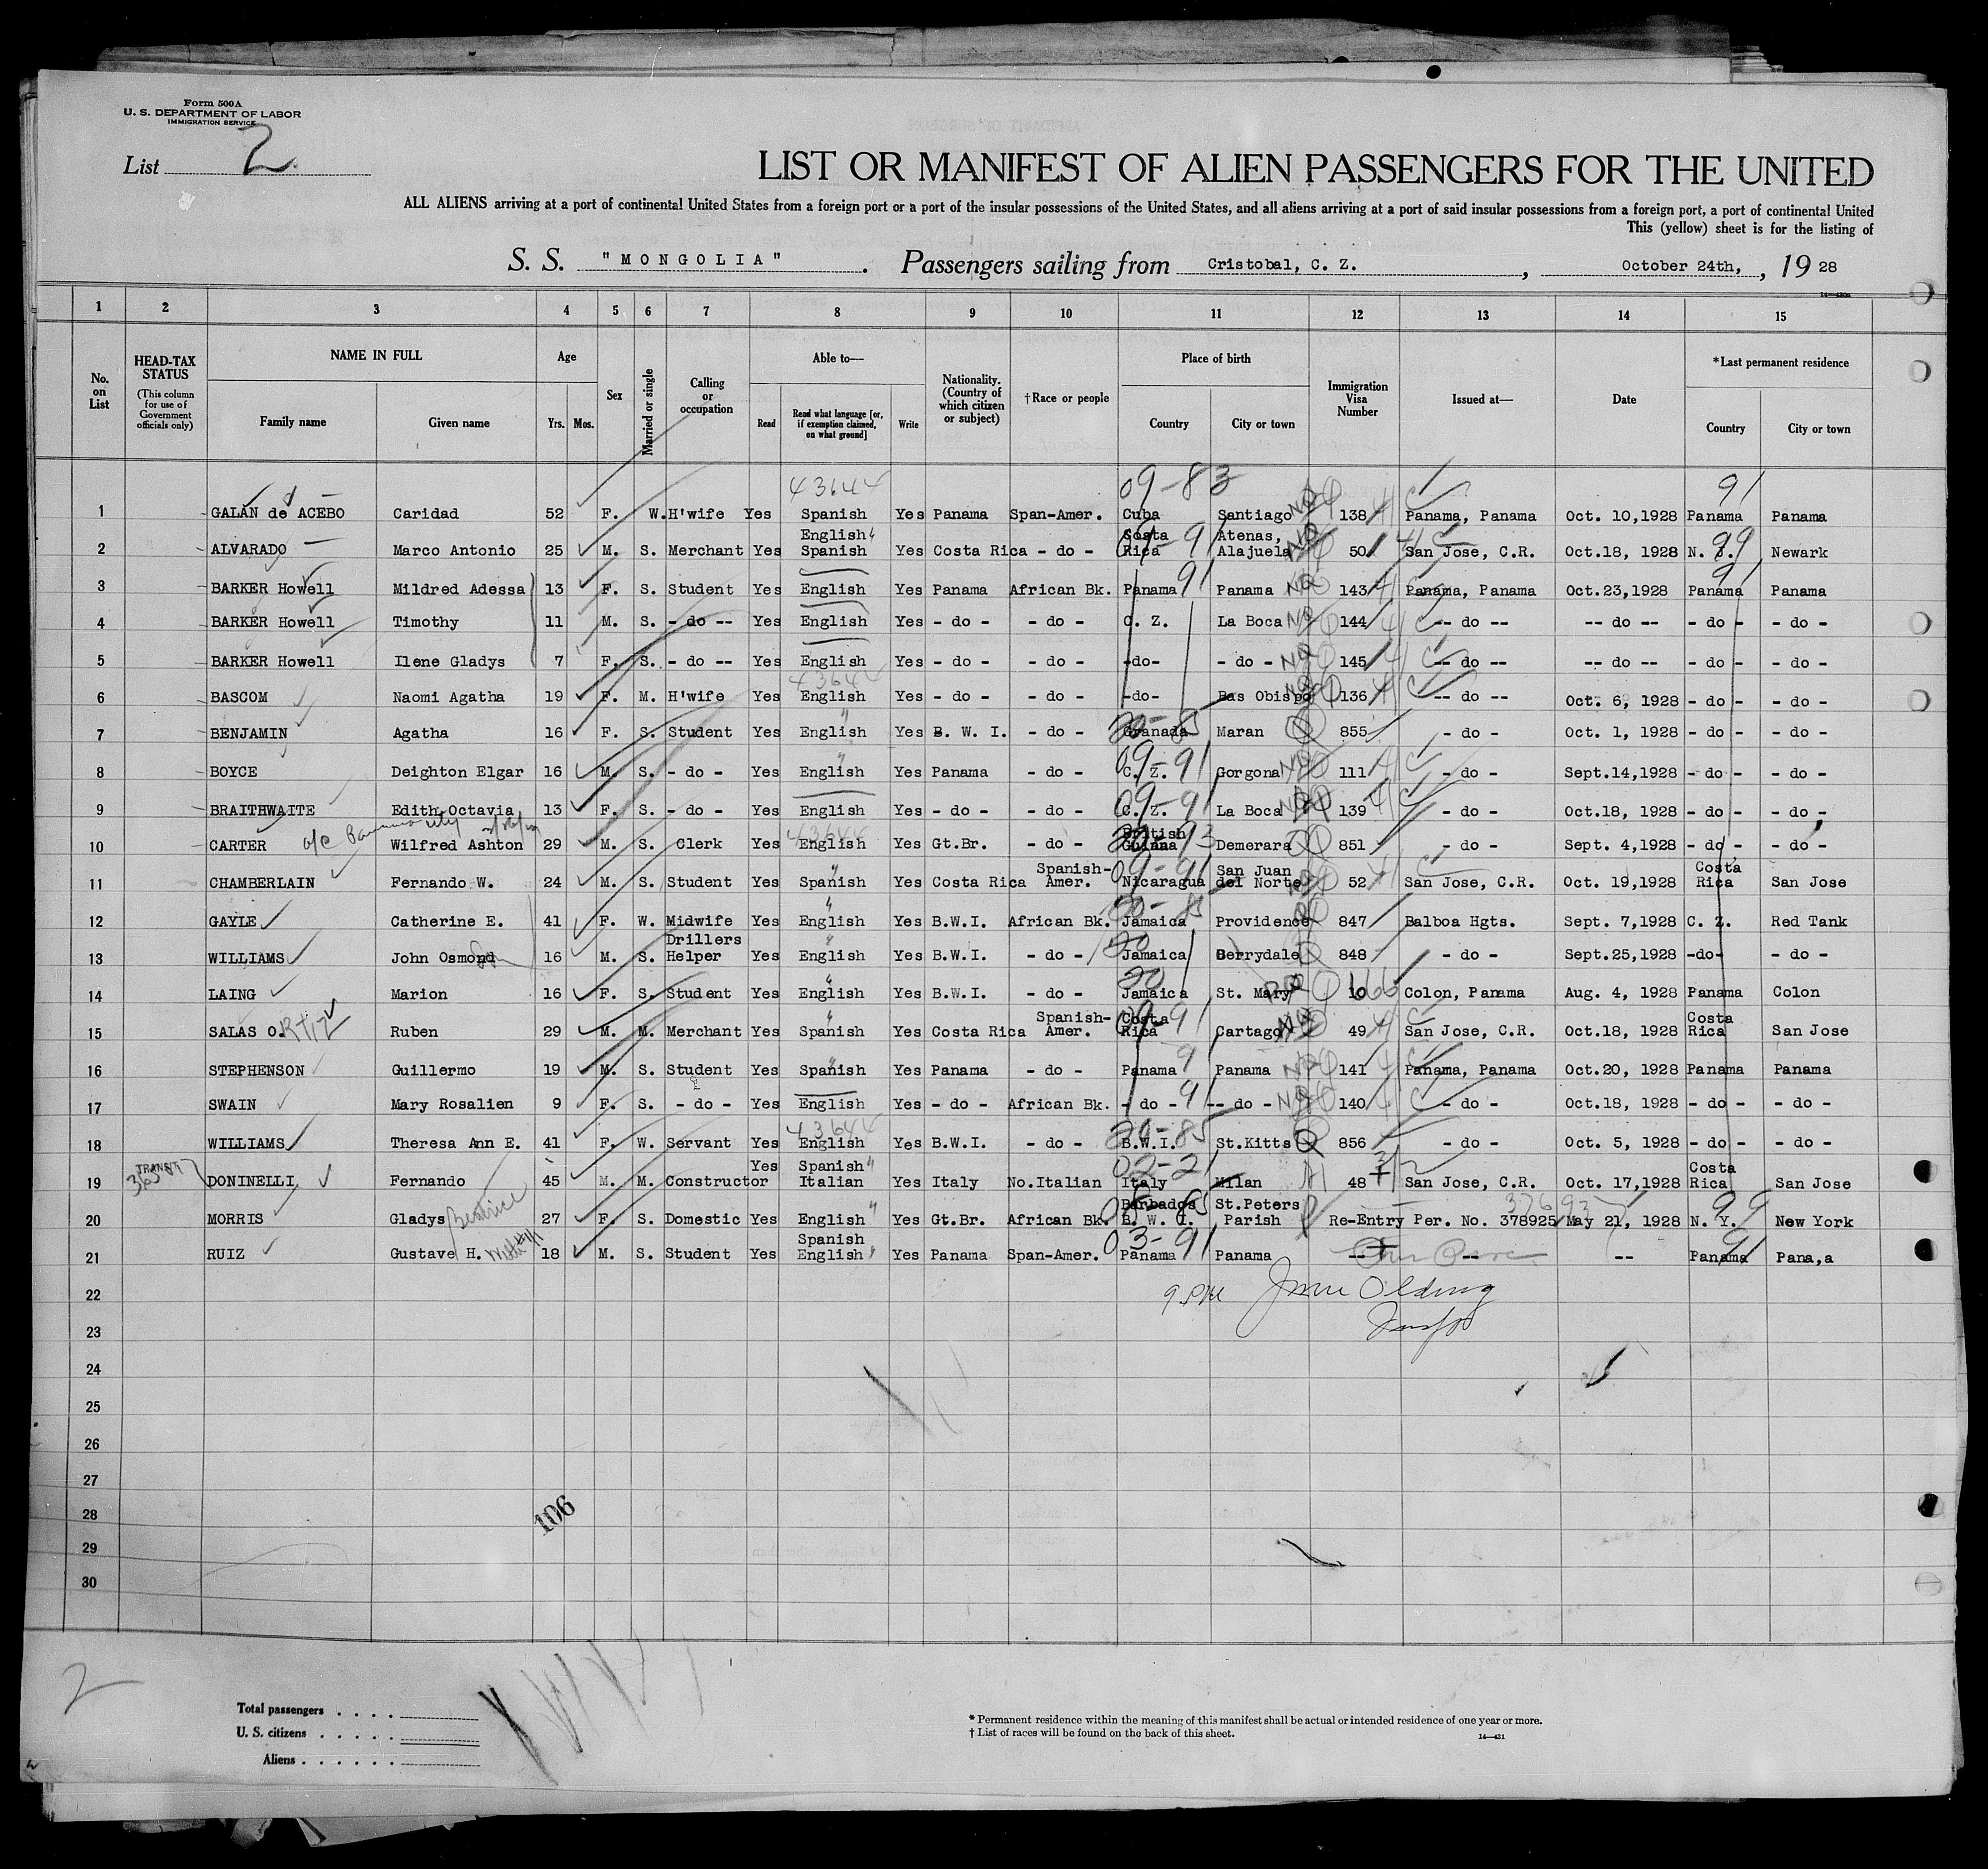 Form 500A
U. S. DEPARTMENT OF LABOR
IMMIGRATION SERVICE
List 2
LIST OR MANIFEST OF ALIEN PASSENGERS FOR THE UNITED
ALL ALIENS arriving at a port of continental United States from a foreign port or a port of the insular possessions of the United States, and all aliens arriving at a port of said insular possessions from a foreign port, a port of continental United
This (yellow) sheet is for the listing of
S. S. "MONGOLIA". Passengers sailing from Cristobal, C. Z., October 24th, , 19 28
1 2 3 4 5 6 7 8 9 10 11 12 13 14 15
No. on List HEAD-TAX STATUS (This column for use of Government officials only) NAME IN FULL Family name Given name Age Yrs. Mos. Sex Married or single Calling or occupation Able to— Read Read what language [or, if exemption claimed, on what ground] Write Nationality. (Country of which citizen or subject) †Race or people Place of birth Country City or town Immigration Visa Number Issued at— Date *Last permanent residence Country City or town
43644 09-83 91
1 GALAN de ACEBO Caridad 52 F. W. H'wife Yes Spanish Yes Panama Span-Amer. Cuba Santiago 138 Panama, Panama Oct. 10,1928 Panama Panama
2 ALVARADO Marco Antonio 25 M. S. Merchant Yes English Spanish Yes Costa Rica - do - Costa Rica Atenas, Alajuela 50 San Jose, C.R. Oct.18, 1928 N. Y. Newark
3 BARKER Howell Mildred Adessa 13 F. S. Student Yes English Yes Panama African Bk. Panama 91 Panama 143 Panama, Panama Oct.23,1928 Panama Panama
4 BARKER Howell Timothy 11 M. S. - do -- Yes English Yes - do - - do - C. Z. La Boca 144 -- do -- -- do -- - do - - do -
5 BARKER Howell Ilene Gladys 7 F. S. - do -- Yes English Yes - do - - do - -do- - do - 145 -- do -- -- do -- - do - - do -
6 BASCOM Naomi Agatha 19 F. M. H'wife Yes 43644 English Yes - do - - do - -do- Bas Obispo 136 -- do -- Oct. 6, 1928 - do - - do -
7 BENJAMIN Agatha 16 F. S. Student Yes English Yes B. W. I. - do - Granada Maran 855 - do - Oct. 1, 1928 - do - - do -
8 BOYCE Deighton Elgar 16 M. S. - do - Yes English Yes Panama - do - 09-91 C. Z. Gorgona 111 - do - Sept.14,1928 - do - - do -
9 BRAITHWAITE Edith Octavia 13 F. S. - do - Yes English Yes - do - - do - 09-91 C. Z. La Boca 139 - do - Oct.18, 1928 - do - - do -
10 CARTER Wilfred Ashton 29 M. S. Clerk Yes 43644 English Yes Gt.Br. - do - British Guiana Demerara 851 - do - Sept. 4,1928 - do - - do -
11 CHAMBERLAIN Fernando W. 24 M. S. Student Yes Spanish Yes Costa Rica Spanish-Amer. 09-91 Nicaragua San Juan del Norte 52 San Jose, C.R. Oct. 19,1928 Costa Rica San Jose
12 GAYLE Catherine E. 41 F. W. Midwife Yes English Yes B.W.I. African Bk. Jamaica Providence 847 Balboa Hgts. Sept. 7,1928 C. Z. Red Tank
13 WILLIAMS John Osmond 16 M. S. Drillers Helper Yes English Yes B.W.I. - do - Jamaica Berrydale 848 - do - Sept.25,1928 -do- - do -
14 LAING Marion 16 F. S. Student Yes English Yes B.W.I. - do - Jamaica St. Mary 10 Colon, Panama Aug. 4, 1928 Panama Colon
15 SALAS O. Ruben 29 M. M. Merchant Yes Spanish Yes Costa Rica Spanish-Amer. 09-91 Costa Rica Cartago 49 San Jose, C.R. Oct.18, 1928 Costa Rica San Jose
16 STEPHENSON Guillermo 19 M. S. Student Yes Spanish Yes Panama - do - Panama Panama 141 Panama, Panama Oct.20, 1928 Panama Panama
17 SWAIN Mary Rosalien 9 F. S. - do - Yes English Yes - do - African Bk. - do - 91 -- do - 140 - do - Oct.18, 1928 - do - - do -
18 WILLIAMS Theresa Ann E. 41 F. W. Servant Yes 43644 English Yes B.W.I. - do - 20-85 B.W.I. St.Kitts 856 - do - Oct. 5, 1928 - do - - do -
19 TRANSIT DONINELLI Fernando 45 M. M. Constructor Yes Spanish Italian Yes Italy No.Italian 02-21 Italy Milan 48 San Jose, C.R. Oct. 17,1928 Costa Rica San Jose
20 MORRIS Gladys Beatrice 27 F. S. Domestic Yes English Yes Gt.Br. African Bk. Barbados B. W. I. St.Peters Parish Re-Entry Per. No. 378925 May 21, 1928 N. Y. New York
21 RUIZ Gustave H. 18 M. S. Student Yes Spanish English Yes Panama Span-Amer. 03-91 Panama Panama -- -- -- Panama Pana,a
22
23
24
25
26
27
28
106
29
30
2
Total passengers
U. S. citizens
Aliens
* Permanent residence within the meaning of this manifest shall be actual or intended residence of one year or more.
† List of races will be found on the back of this sheet.
14—431